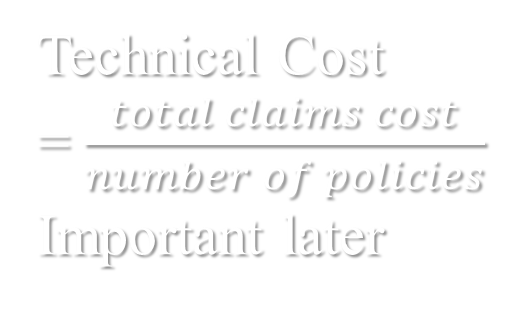 Technical Cost
= total claims cost / number of policies
Important later